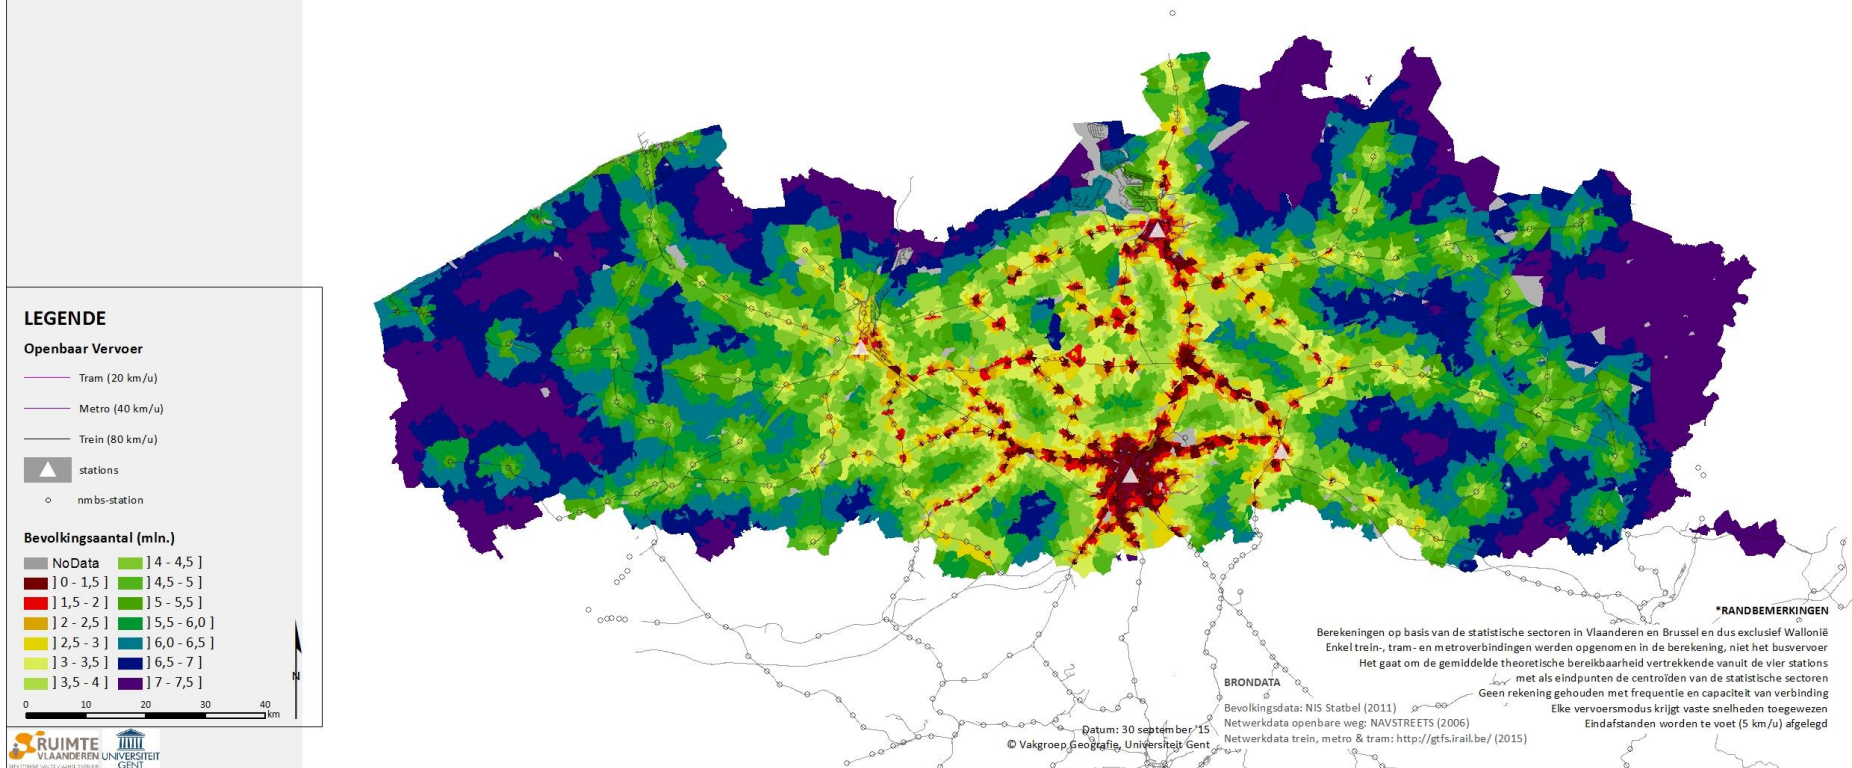 LEGENDE
Openbaar Vervoer
Tram (20 km/u)
Metro (40 km/u)
Trein (80 km/u)
stations
nmbs-station
Bevolkingsaantal (mln.)
NoData
] 0 - 1,5 ]
] 1,5 - 2 ]
] 2 - 2,5 ]
] 2,5 - 3 ]
] 3 - 3,5 ]
] 3,5 - 4 ]
] 4 - 4,5 ]
] 4,5 - 5 ]
] 5 - 5,5 ]
] 5,5 - 6,0 ]
] 6,0 - 6,5 ]
] 6,5 - 7 ]
] 7 - 7,5 ]
0 10 20 30 40
km
N
RUIMTE
VLAANDEREN
UNIVERSITEIT
GENT
*RANDBEMERKINGEN
Berekeningen op basis van de statistische sectoren in Vlaanderen en Brussel en dus exclusief Wallonië
Enkel trein-, tram- en metroverbindingen werden opgenomen in de berekening, niet het busvervoer
Het gaat om de gemiddelde theoretische bereikbaarheid vertrekkende vanuit de vier stations
met als eindpunten de centroïden van de statistische sectoren
Geen rekening gehouden met frequentie en capaciteit van verbinding
Elke vervoersmodus krijgt vaste snelheden toegewezen
Eindafstanden worden te voet (5 km/u) afgelegd
BRONDATA
Bevolkingsdata: NIS Statbel (2011)
Netwerkdata openbare weg: NAVSTREETS (2006)
Netwerkdata trein, metro & tram: http://gtfs.irail.be/ (2015)
Datum: 30 september '15
© Vakgroep Geografie, Universiteit Gent